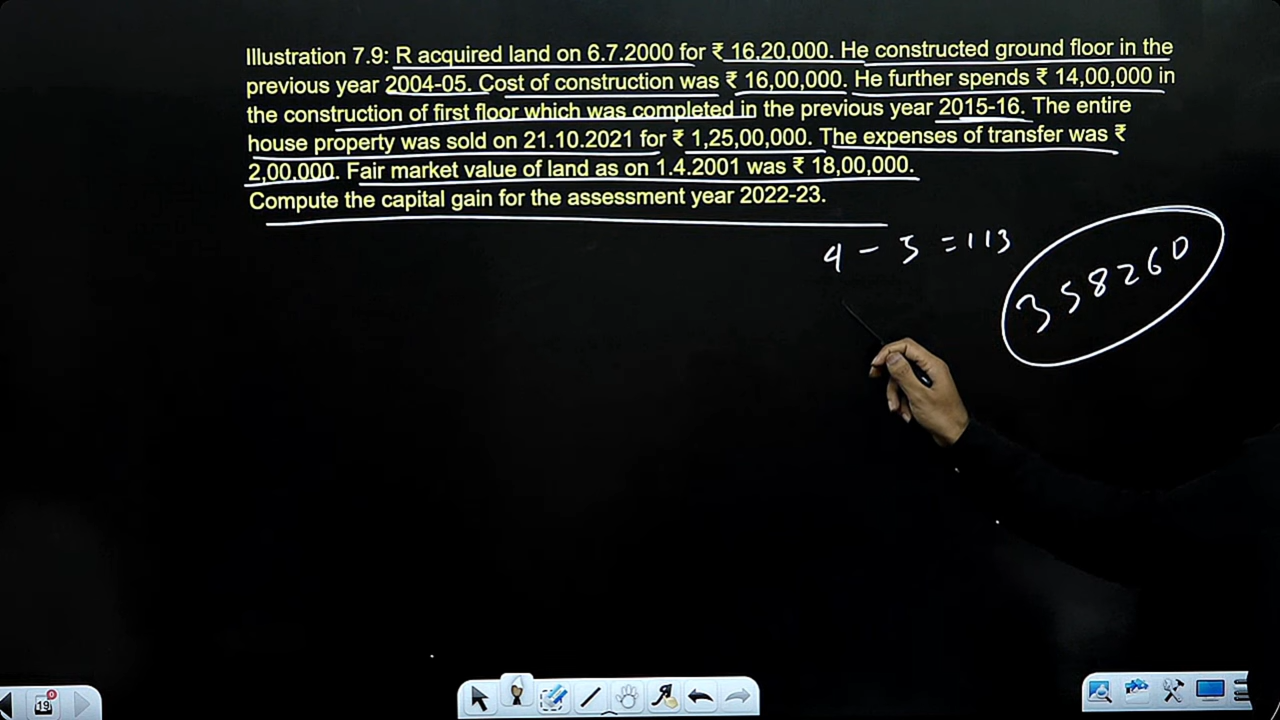 Illustration 7.9: R acquired land on 6.7.2000 for ₹ 16,20,000. He constructed ground floor in the
previous year 2004-05. Cost of construction was ₹ 16,00,000. He further spends ₹ 14,00,000 in
the construction of first floor which was completed in the previous year 2015-16. The entire
house property was sold on 21.10.2021 for ₹ 1,25,00,000. The expenses of transfer was ₹
2,00,000. Fair market value of land as on 1.4.2001 was ₹ 18,00,000.
Compute the capital gain for the assessment year 2022-23.
4 - 5 = 113
358260
19
0